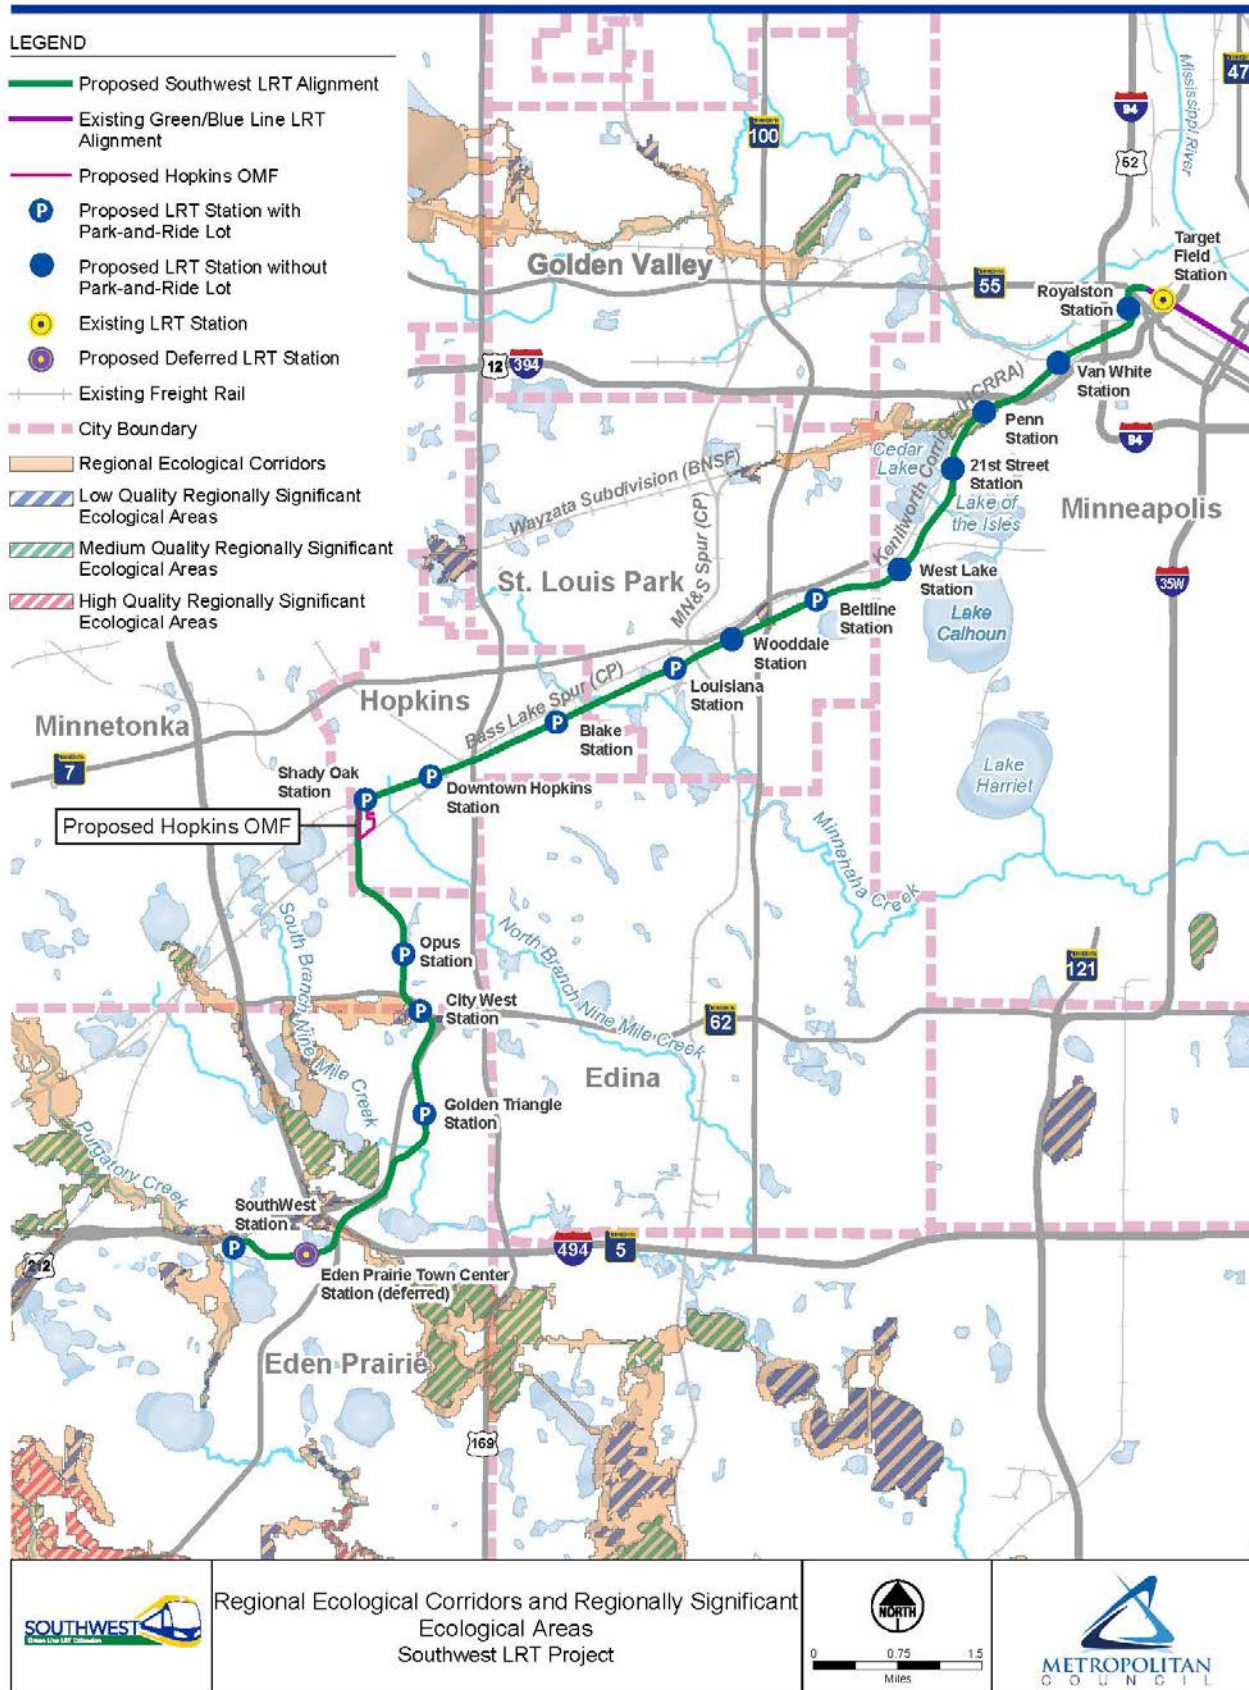 LEGEND
Proposed Southwest LRT Alignment
Existing Green/Blue Line LRT
Alignment
Proposed Hopkins OMF
P
Proposed LRT Station with
Park-and-Ride Lot
Proposed LRT Station without
Park-and-Ride Lot
Existing LRT Station
Proposed Deferred LRT Station
Existing Freight Rail
City Boundary
Regional Ecological Corridors
Low Quality Regionally Significant
Ecological Areas
Medium Quality Regionally Significant
Ecological Areas
High Quality Regionally Significant
Ecological Areas
47
94
100
52
Mississippi River
Target
Field
Station
Golden Valley
55
Royalston
Station
12
394
Van White
Station
Kenilworth Corridor (HCRRA)
Penn
Station
94
Cedar
Lake
21st Street
Station
Wayzata Subdivision (BNSF)
MN&S Spur (CP)
Lake of
the Isles
Minneapolis
St. Louis Park
West Lake
Station
35W
Beltline
Station
Lake
Calhoun
Wooddale
Station
P
P
Louisiana
Station
Hopkins
Bass Lake Spur (CP)
Minnetonka
P
Blake
Station
7
Shady Oak
Station
P
P
Downtown Hopkins
Station
Lake
Harriet
Proposed Hopkins OMF
Minnehaha Creek
South Branch Nine Mile Creek
North Branch Nine Mile Creek
P
Opus
Station
121
P
City West
Station
62
Edina
P
Golden Triangle
Station
Purgatory Creek
SouthWest
Station
P
212
494
5
Eden Prairie Town Center
Station (deferred)
Eden Prairie
169
SOUTHWEST
Green Line LRT Extension
Regional Ecological Corridors and Regionally Significant
Ecological Areas
Southwest LRT Project
NORTH
0 0.75 1.5
Miles
METROPOLITAN
COUNCIL